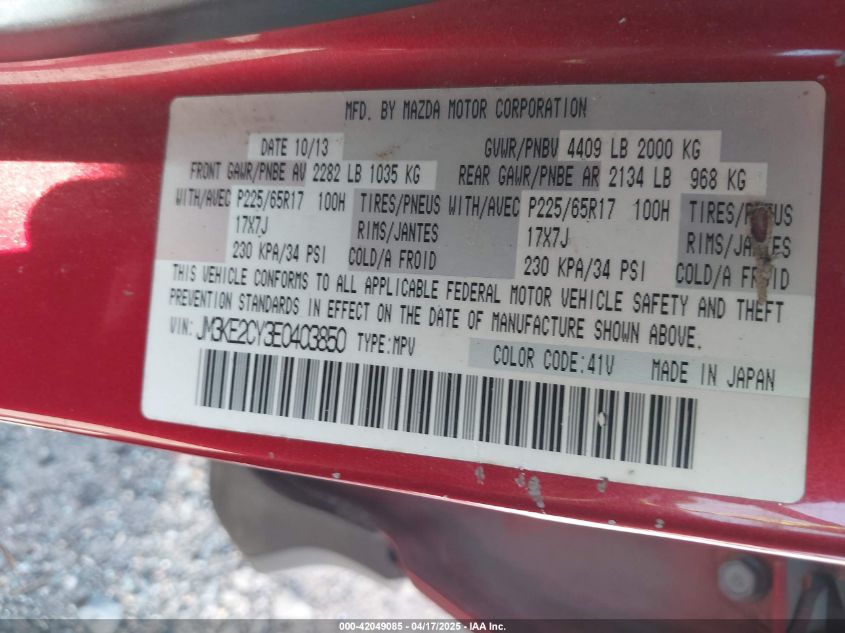 MFD. BY MAZDA MOTOR CORPORATION
DATE 10/13 GVWR/PNBV 4409 LB 2000 KG
FRONT GAWR/PNBE AV 2282 LB 1035 KG REAR GAWR/PNBE AR 2134 LB 968 KG
WITH/AVEC P225/65R17 100H TIRES/PNEUS WITH/AVEC P225/65R17 100H TIRES/PNEUS
17X7J RIMS/JANTES 17X7J RIMS/JANTES
230 KPA/34 PSI COLD/A FROID 230 KPA/34 PSI COLD/A FROID
THIS VEHICLE CONFORMS TO ALL APPLICABLE FEDERAL MOTOR VEHICLE SAFETY AND THEFT
PREVENTION STANDARDS IN EFFECT ON THE DATE OF MANUFACTURE SHOWN ABOVE.
VIN: JM3KE2CY3E0403850 TYPE:MPV COLOR CODE:41V MADE IN JAPAN
000-42049085 - 04/17/2025 - IAA Inc.